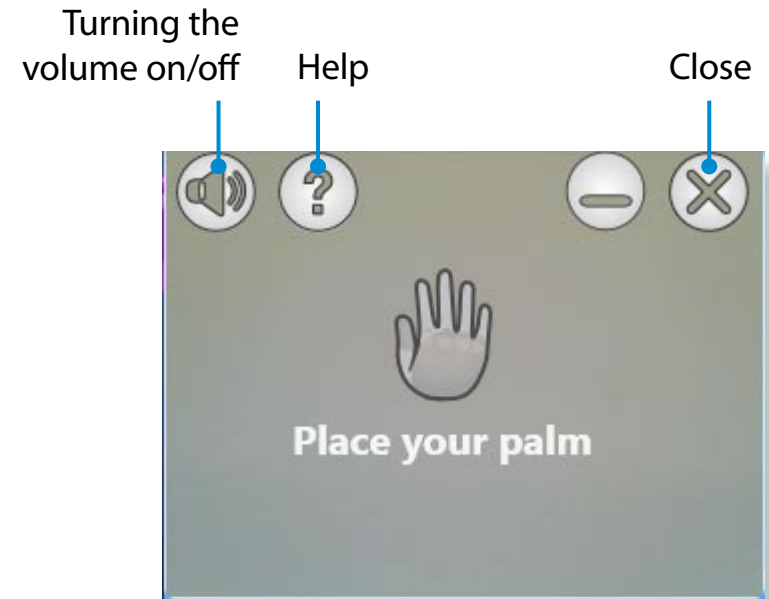 Turning the
volume on/off
Help
Close
?
Place your palm